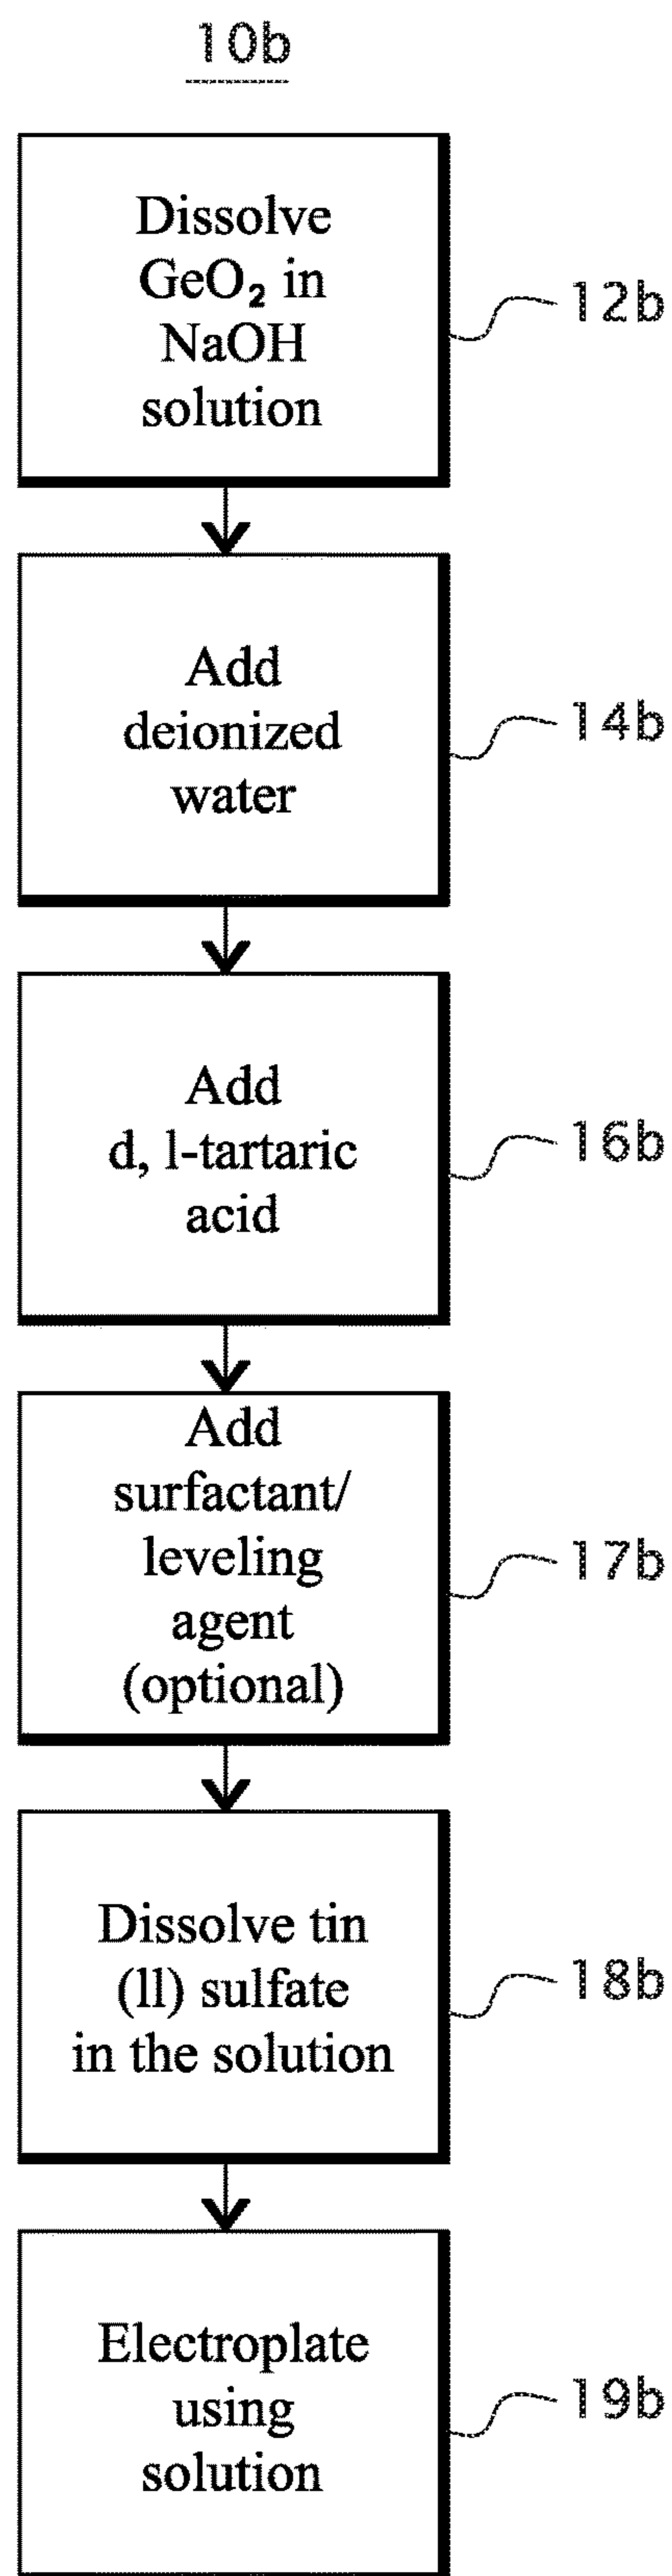 10b
Dissolve
GeO₂ in
NaOH
solution
12b
Add
deionized
water
14b
Add
d, l-tartaric
acid
16b
Add
surfactant/
leveling
agent
(optional)
17b
Dissolve tin
(ll) sulfate
in the solution
18b
Electroplate
using
solution
19b